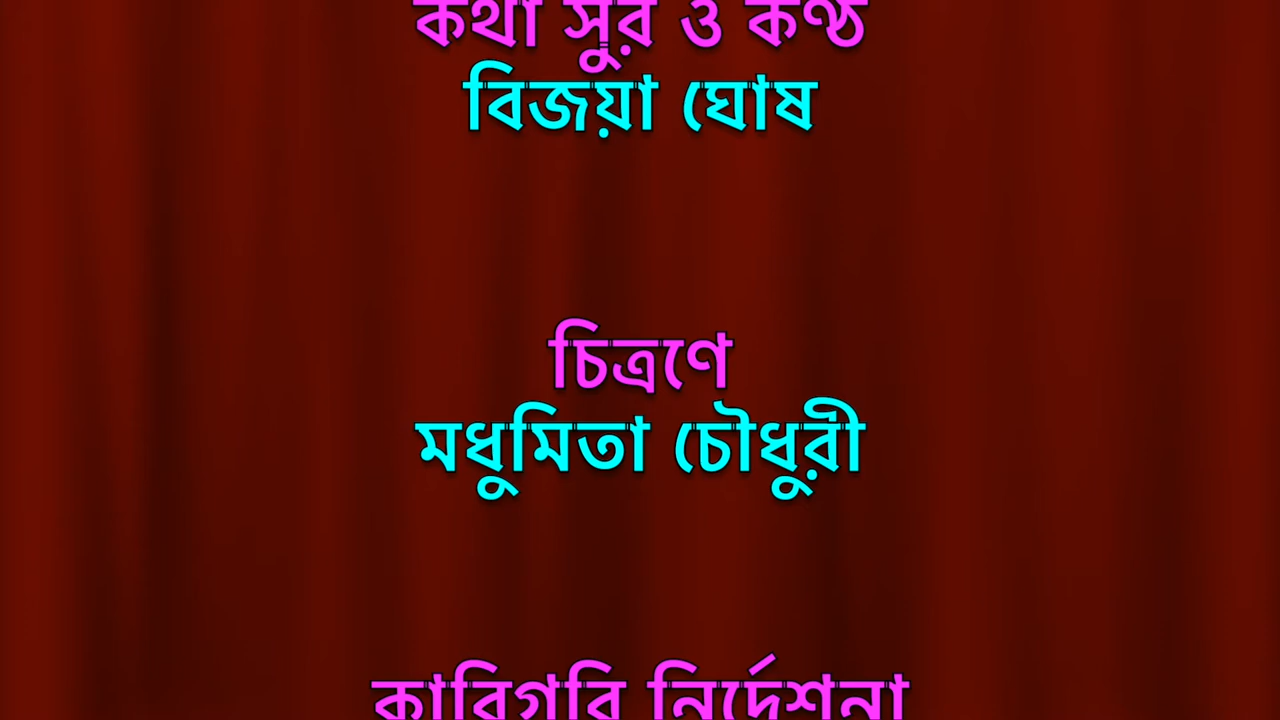 কথা সুর ও কণ্ঠ
বিজয়া ঘোষ
চিত্রণে
মধুমিতা চৌধুরী
কারিগরি নির্দেশনা